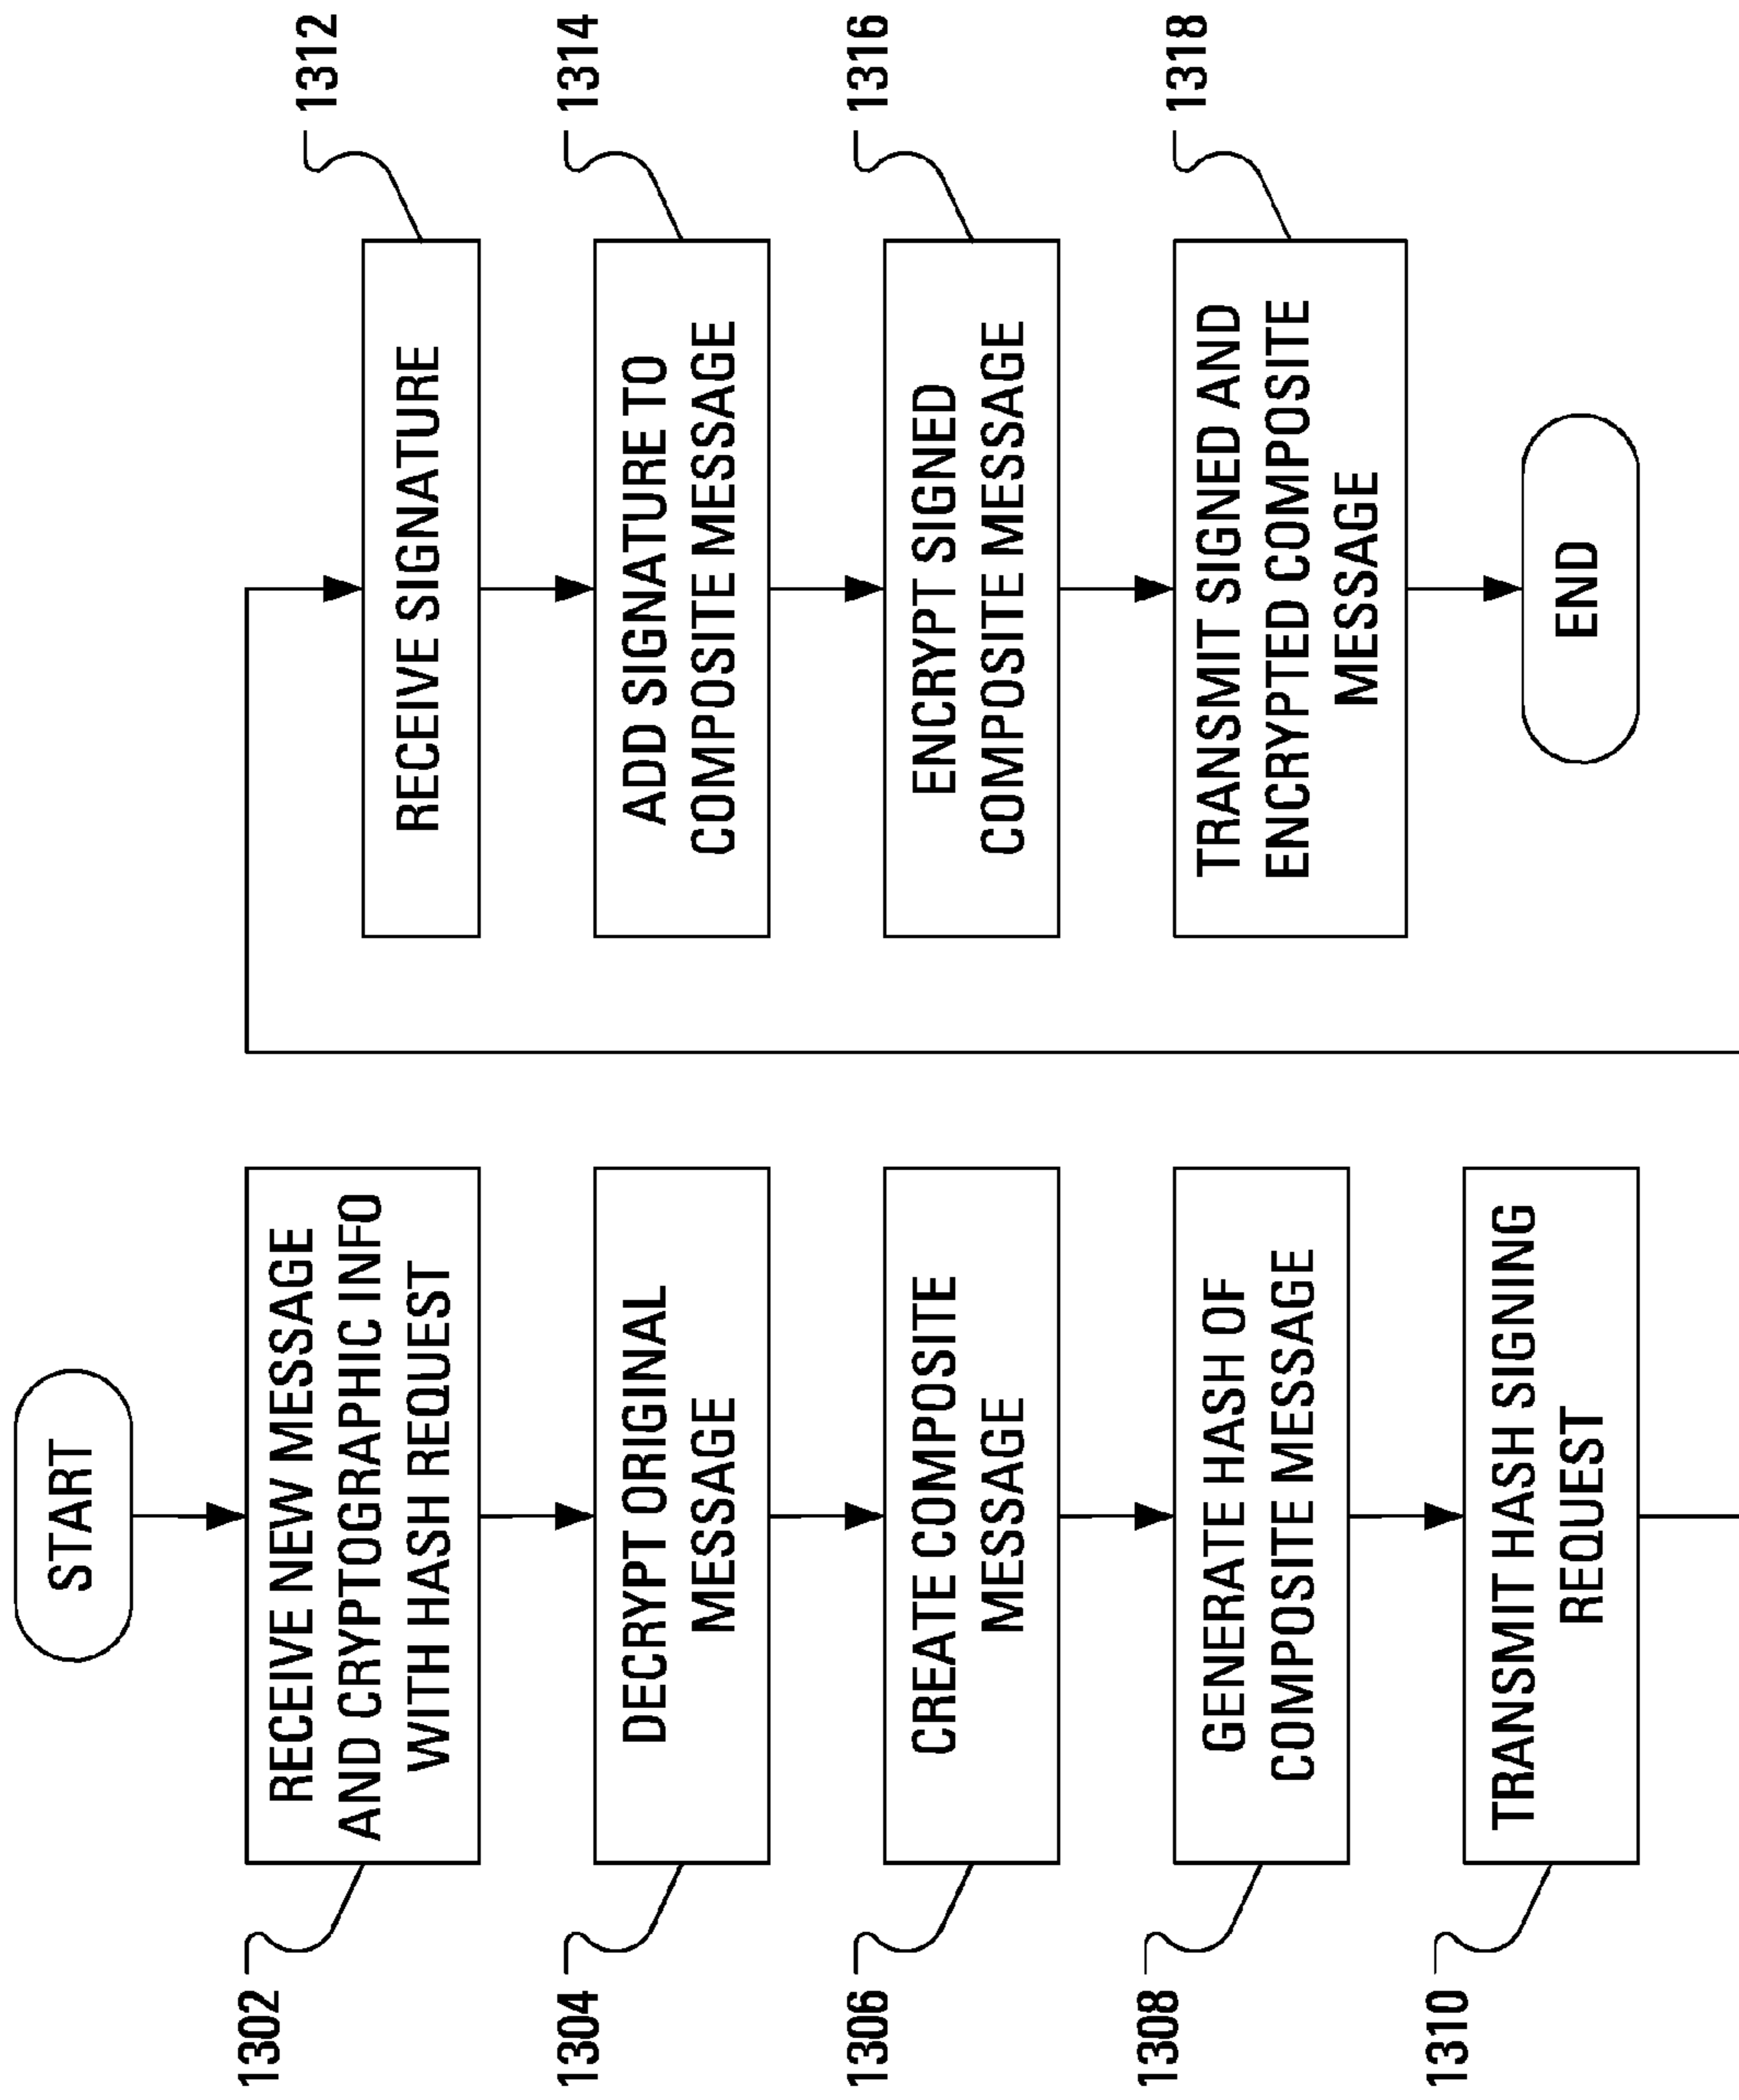 START
1302
RECEIVE NEW MESSAGE
AND CRYPTOGRAPHIC INFO
WITH HASH REQUEST
1304
DECRYPT ORIGINAL
MESSAGE
1306
CREATE COMPOSITE
MESSAGE
1308
GENERATE HASH OF
COMPOSITE MESSAGE
1310
TRANSMIT HASH SIGNING
REQUEST
1312
RECEIVE SIGNATURE
1314
ADD SIGNATURE TO
COMPOSITE MESSAGE
1316
ENCRYPT SIGNED
COMPOSITE MESSAGE
1318
TRANSMIT SIGNED AND
ENCRYPTED COMPOSITE
MESSAGE
END